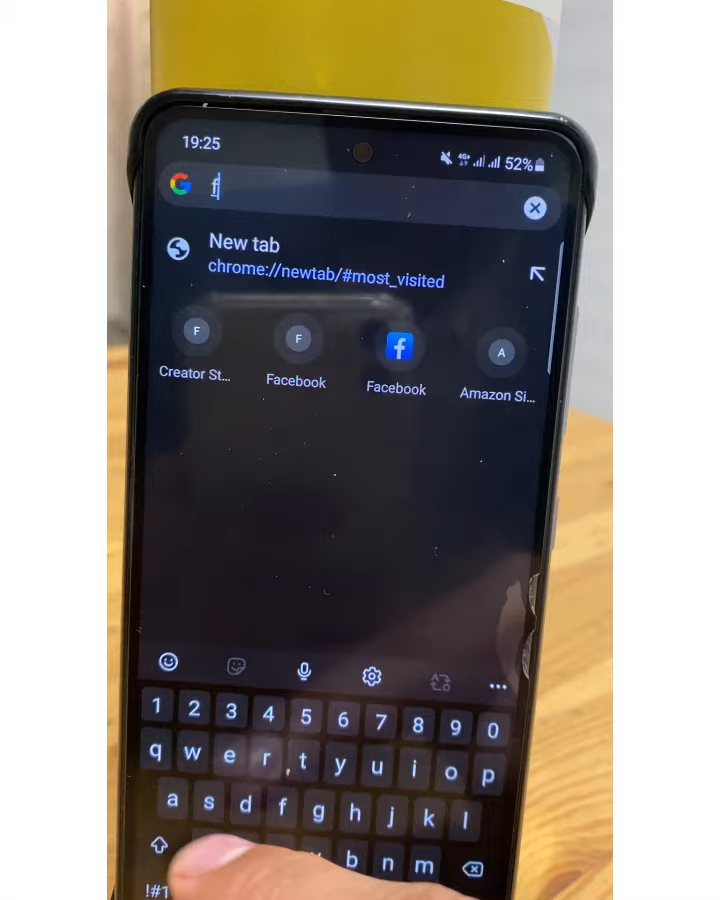 19:25
4G+ 52%
f
New tab
chrome://newtab/#most_visited
F F A
Creator St... Facebook Facebook Amazon Si...
1 2 3 4 5 6 7 8 9 0
q w e r t y u i o p
a s d f g h j k l
b n m
!#1